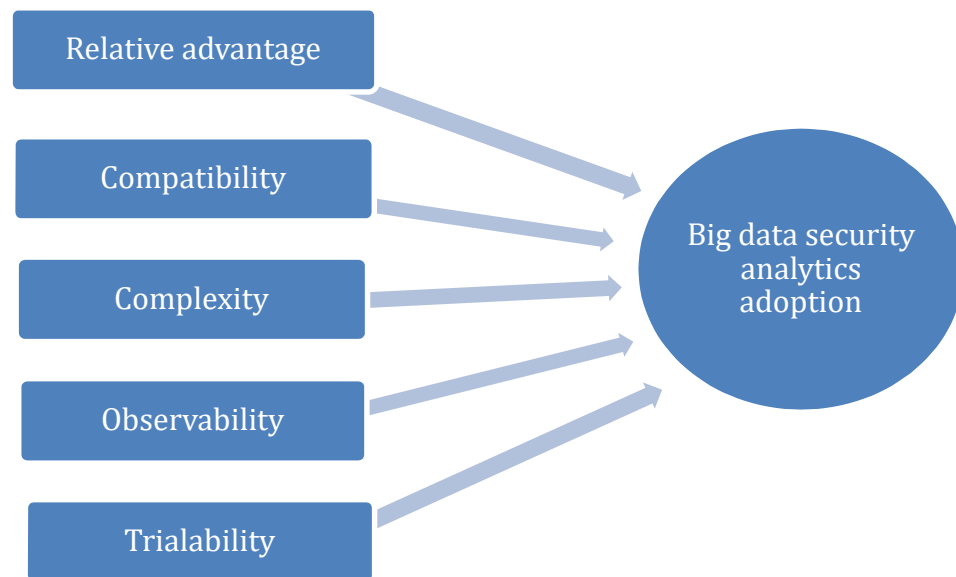 Relative advantage
Compatibility
Complexity
Observability
Trialability
Big data security
analytics
adoption